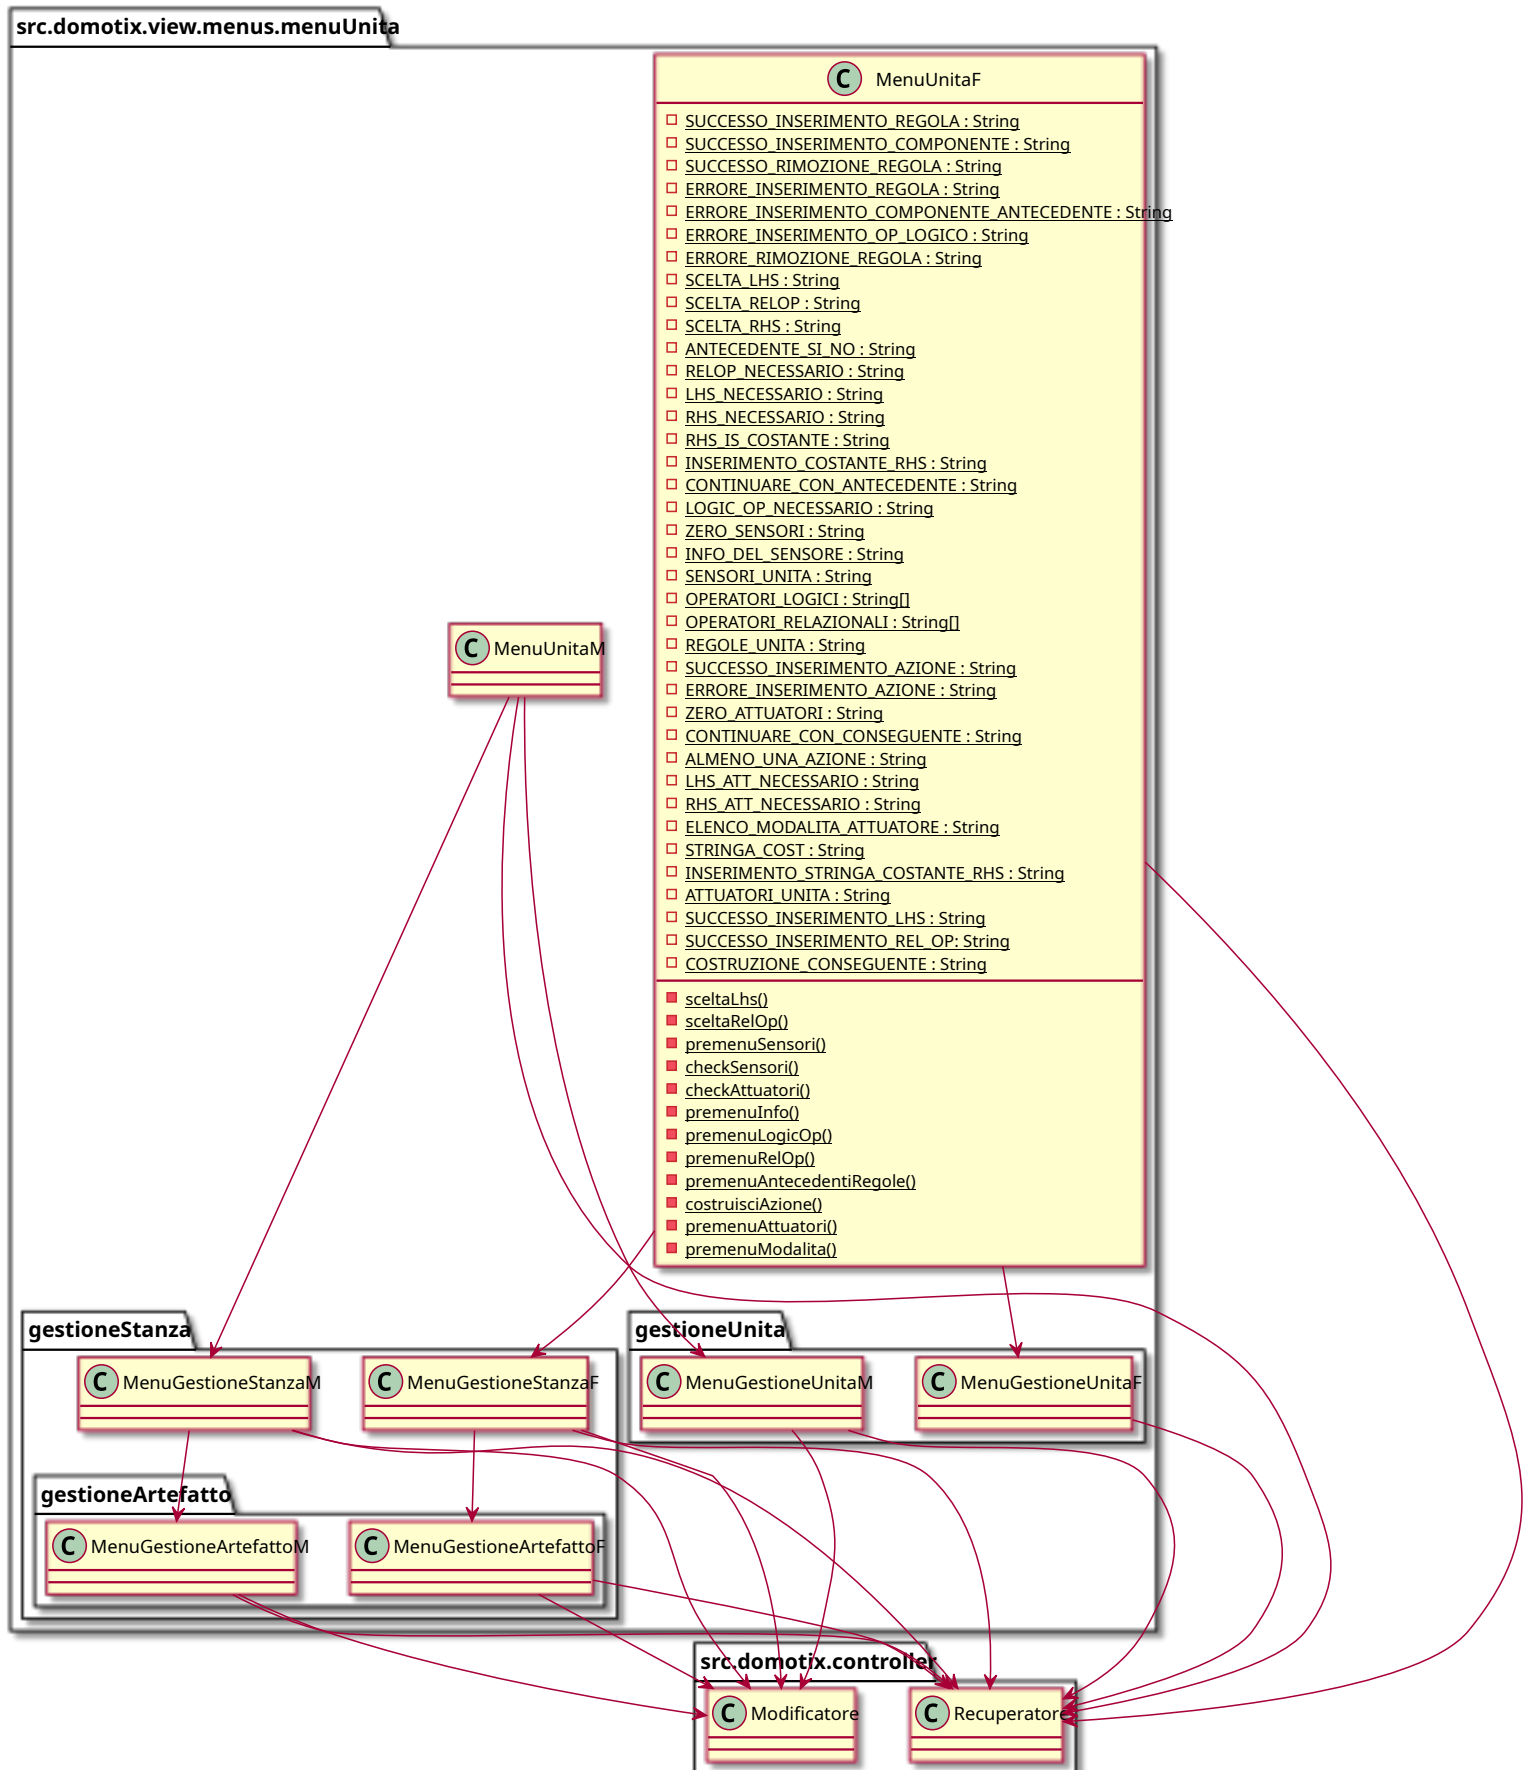 src.domotix.view.menus.menuUnita
C MenuUnitaF
SUCCESSO_INSERIMENTO_REGOLA : String
SUCCESSO_INSERIMENTO_COMPONENTE : String
SUCCESSO_RIMOZIONE_REGOLA : String
ERRORE_INSERIMENTO_REGOLA : String
ERRORE_INSERIMENTO_COMPONENTE_ANTECEDENTE : String
ERRORE_INSERIMENTO_OP_LOGICO : String
ERRORE_RIMOZIONE_REGOLA : String
SCELTA_LHS : String
SCELTA_RELOP : String
SCELTA_RHS : String
ANTECEDENTE_SI_NO : String
RELOP_NECESSARIO : String
LHS_NECESSARIO : String
RHS_NECESSARIO : String
RHS_IS_COSTANTE : String
INSERIMENTO_COSTANTE_RHS : String
CONTINUARE_CON_ANTECEDENTE : String
LOGIC_OP_NECESSARIO : String
ZERO_SENSORI : String
INFO_DEL_SENSORE : String
SENSORI_UNITA : String
OPERATORI_LOGICI : String[]
OPERATORI_RELAZIONALI : String[]
REGOLE_UNITA : String
SUCCESSO_INSERIMENTO_AZIONE : String
ERRORE_INSERIMENTO_AZIONE : String
ZERO_ATTUATORI : String
CONTINUARE_CON_CONSEGUENTE : String
ALMENO_UNA_AZIONE : String
LHS_ATT_NECESSARIO : String
RHS_ATT_NECESSARIO : String
ELENCO_MODALITA_ATTUATORE : String
STRINGA_COST : String
INSERIMENTO_STRINGA_COSTANTE_RHS : String
ATTUATORI_UNITA : String
SUCCESSO_INSERIMENTO_LHS : String
SUCCESSO_INSERIMENTO_REL_OP: String
COSTRUZIONE_CONSEGUENTE : String
sceltaLhs()
sceltaRelOp()
premenuSensori()
checkSensori()
checkAttuatori()
premenuInfo()
premenuLogicOp()
premenuRelOp()
premenuAntecedentiRegole()
costruisciAzione()
premenuAttuatori()
premenuModalita()
C MenuUnitaM
gestioneStanza
gestioneUnita
C MenuGestioneStanzaM
C MenuGestioneStanzaF
C MenuGestioneUnitaM
C MenuGestioneUnitaF
gestioneArtefatto
C MenuGestioneArtefattoM
C MenuGestioneArtefattoF
src.domotix.controller
C Modificatore
C Recuperatore